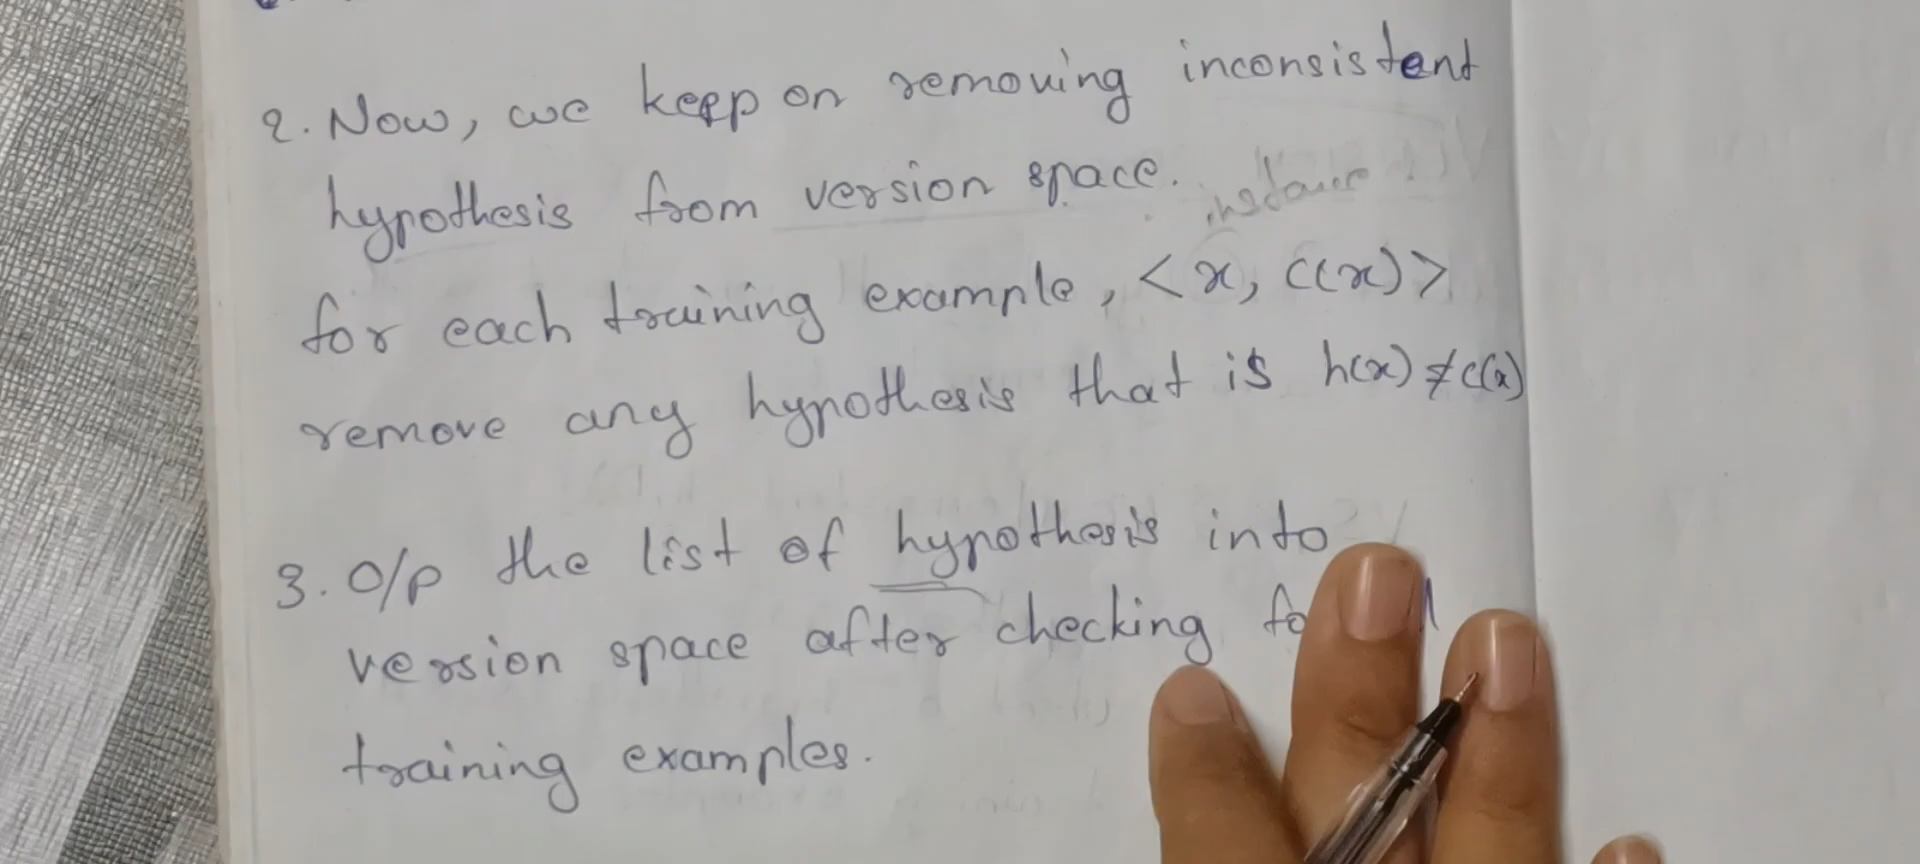 2. Now, we keep on removing inconsistent
hypothesis from version space.
instance
for each training example, <x, c(x)>
remove any hypothesis that is h(x) ≠ c(x)
3. O/P the list of hypothesis into
version space after checking
training examples.